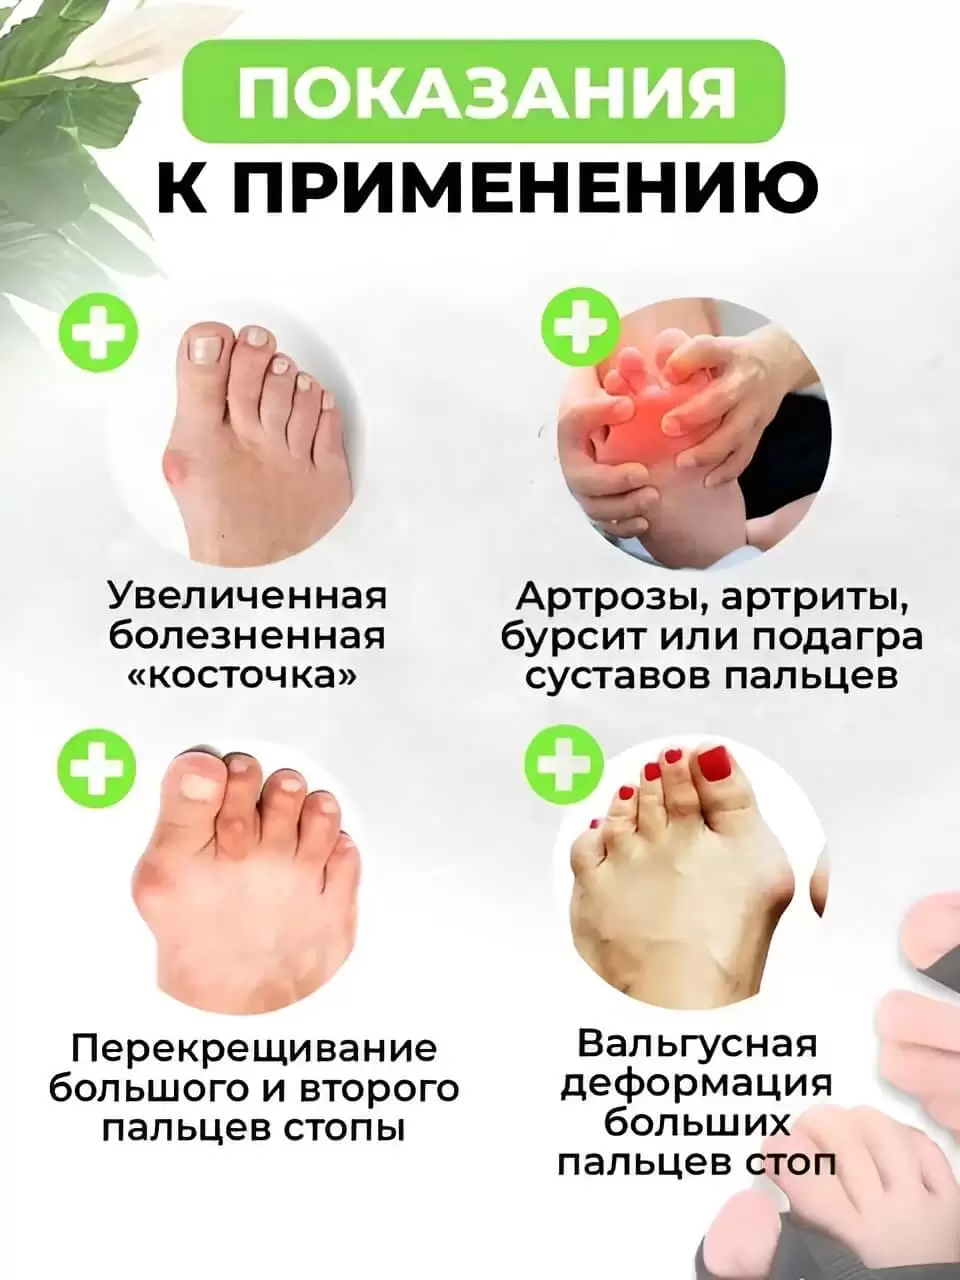 ПОКАЗАНИЯ
К ПРИМЕНЕНИЮ
Увеличенная
болезненная
«косточка»
Артрозы, артриты,
бурсит или подагра
суставов пальцев
Перекрещивание
большого и второго
пальцев стопы
Вальгусная
деформация
больших
пальцев стоп